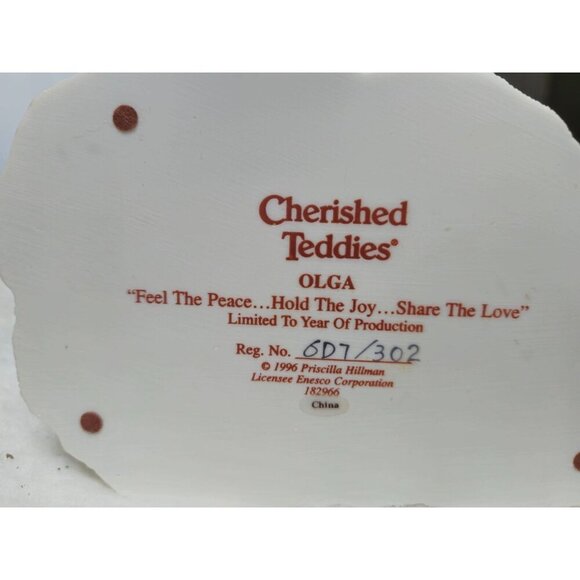 Cherished
Teddies®
OLGA
"Feel The Peace...Hold The Joy...Share The Love"
Limited To Year Of Production
Reg. No. 6D7/302
© 1996 Priscilla Hillman
Licensee Enesco Corporation
182966
China